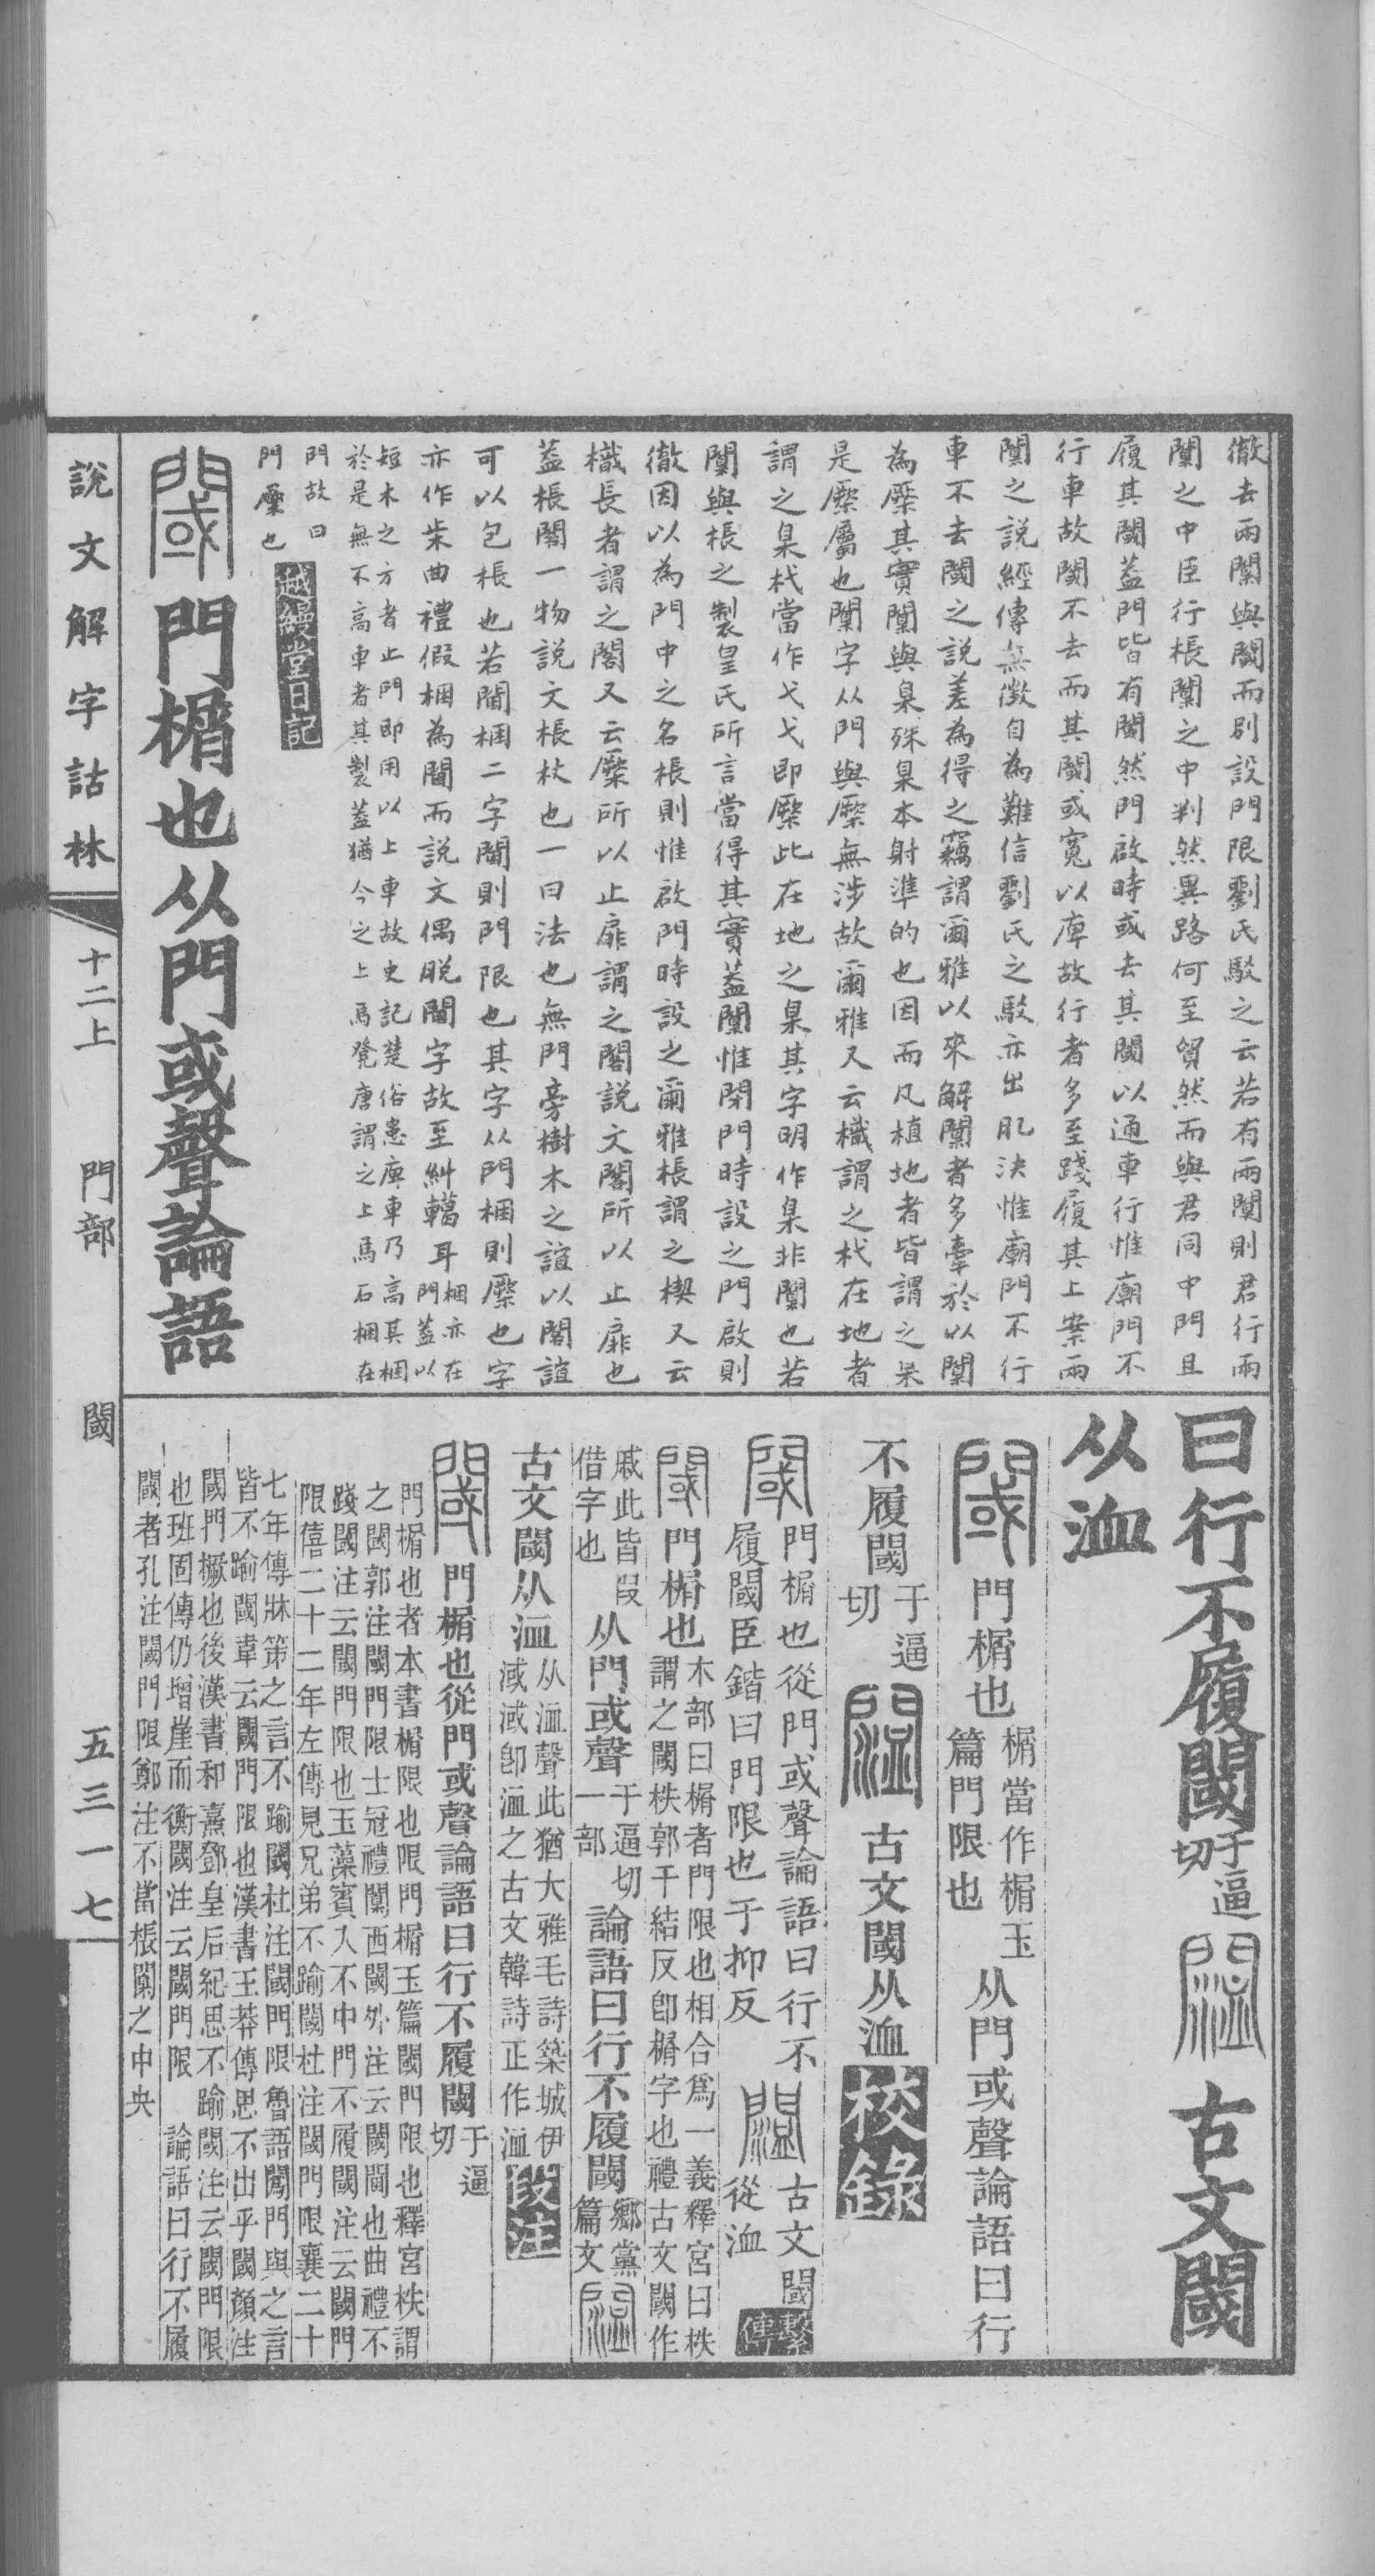 徹去兩闑與閾而別設門限劉氏駁之云若有兩闑則君行兩
闑之中臣行棖闑之中判然異路何至貿然而與君同中門且
履其閾蓋門皆有閾然門啟時或去其閾以通車行惟廟門不
行車故閾不去而其閾或寬以庳故行者多至踐履其上案兩
闑之說經傳無徵自為難信劉氏之駁亦出肊決惟廟門不行
車不去閾之說差為得之竊謂爾雅以來解闑者多牽於以闑
為橜其實闑與臬殊臬本射準的也因而凡植地者皆謂之臬
是橜屬也闑字从門與橜無涉故爾雅又云樴謂之杙在地者
謂之臬杙當作弋弋即橜此在地之臬其字明作臬非闑也若
闑與棖之製皇氏所言當得其實蓋闑惟閉門時設之門啟則
徹因以為門中之名棖則惟啟門時設之爾雅棖謂之楔又云
樴長者謂之閣又云橜所以止扉謂之閣說文閣所以止扉也
蓋棖閣一物說文棖杖也一曰法也無門旁樹木之誼以閣誼
可以包棖也若閫梱二字閫則門限也其字从門梱則橜也字
亦作柴曲禮假梱為閫而說文偶脫閫字故至糾轕耳梱亦在門蓋以
短木之方者止門即用以上車故史記楚俗患庳車乃高其梱
於是無不高車者其製蓋猶今之上馬凳唐謂之上馬石梱在
門故曰
門橜也
越縵堂日記
閾門榍也从門或聲論語
曰行不履閾于逼切 古文閾
从洫
閾門榍也榍當作榍玉篇門限也从門或聲論語曰行
不履閾于逼切 古文閾从洫校錄
閾門榍也從門或聲論語曰行不 古文閾
履閾臣鍇曰門限也于抑反 從洫 繫傳
閾門榍也木部曰榍者門限也相合爲一義釋宮曰柣
謂之閾柣郭千結反卽榍字也禮古文閾作
戚此皆叚
借字也从門或聲于逼切一部論語曰行不履閾鄉黨篇文
古文閾从洫从洫聲此猶大雅毛詩築城伊
淢淢卽洫之古文韓詩正作洫段注
閾門榍也從門或聲論語曰行不履閾于逼切
門榍也者本書榍限也限門榍玉篇閾門限也釋宮柣謂
之閾郭注閾門限士冠禮闑西閾外注云閾閫也曲禮不
踐閾注云閾門限也玉藻賓入不中門不履閾注云閾門
限僖二十二年左傳見兄弟不踰閾杜注閾門限襄二十
七年傳牀笫之言不踰閾杜注閾門限魯語闈門與之言
皆不踰閾韋云閾門限也漢書王莽傳思不出乎閾顏注
閾門橛也後漢書和熹鄧皇后紀思不踰閾注云閾門限
也班固傳仍增崖而衡閾注云閾門限 論語曰行不履
閾者孔注閾門限鄭注不當棖闑之中央
說文解字詁林 十二上 門部 閾 五三一七